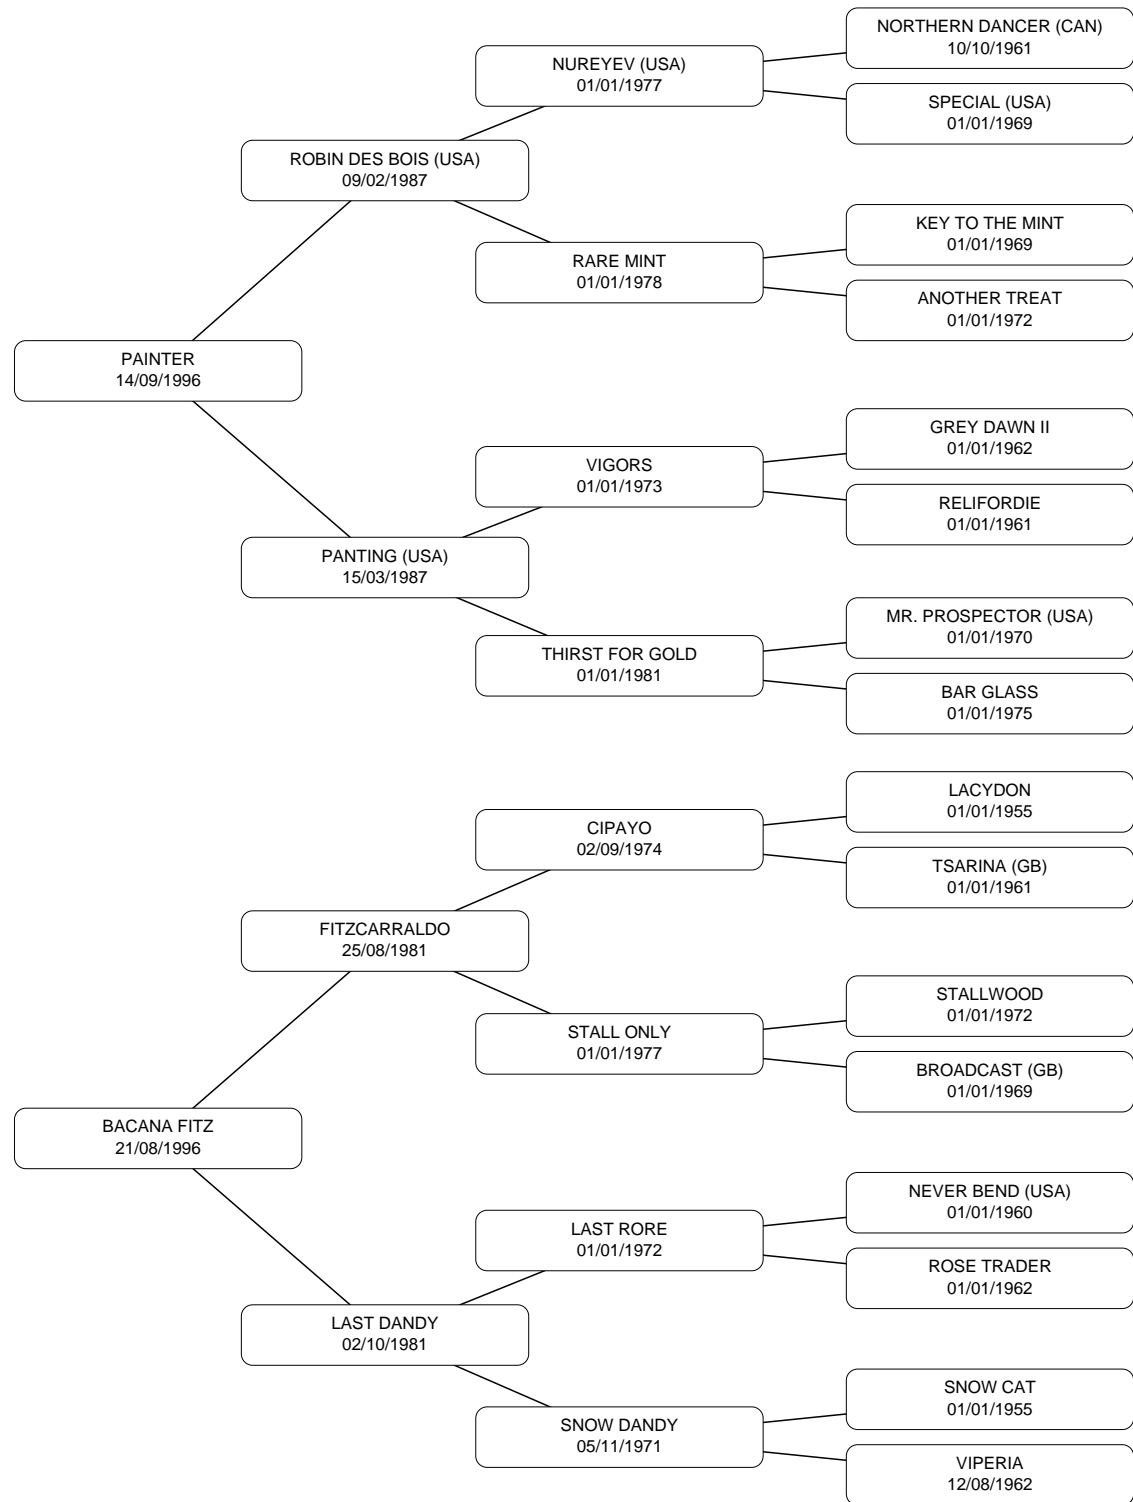 NORTHERN DANCER (CAN)
10/10/1961
NUREYEV (USA)
01/01/1977
SPECIAL (USA)
01/01/1969
ROBIN DES BOIS (USA)
09/02/1987
KEY TO THE MINT
01/01/1969
RARE MINT
01/01/1978
ANOTHER TREAT
01/01/1972
PAINTER
14/09/1996
GREY DAWN II
01/01/1962
VIGORS
01/01/1973
RELIFORDIE
01/01/1961
PANTING (USA)
15/03/1987
MR. PROSPECTOR (USA)
01/01/1970
THIRST FOR GOLD
01/01/1981
BAR GLASS
01/01/1975
LACYDON
01/01/1955
CIPAYO
02/09/1974
TSARINA (GB)
01/01/1961
FITZCARRALDO
25/08/1981
STALLWOOD
01/01/1972
STALL ONLY
01/01/1977
BROADCAST (GB)
01/01/1969
BACANA FITZ
21/08/1996
NEVER BEND (USA)
01/01/1960
LAST RORE
01/01/1972
ROSE TRADER
01/01/1962
LAST DANDY
02/10/1981
SNOW CAT
01/01/1955
SNOW DANDY
05/11/1971
VIPERIA
12/08/1962